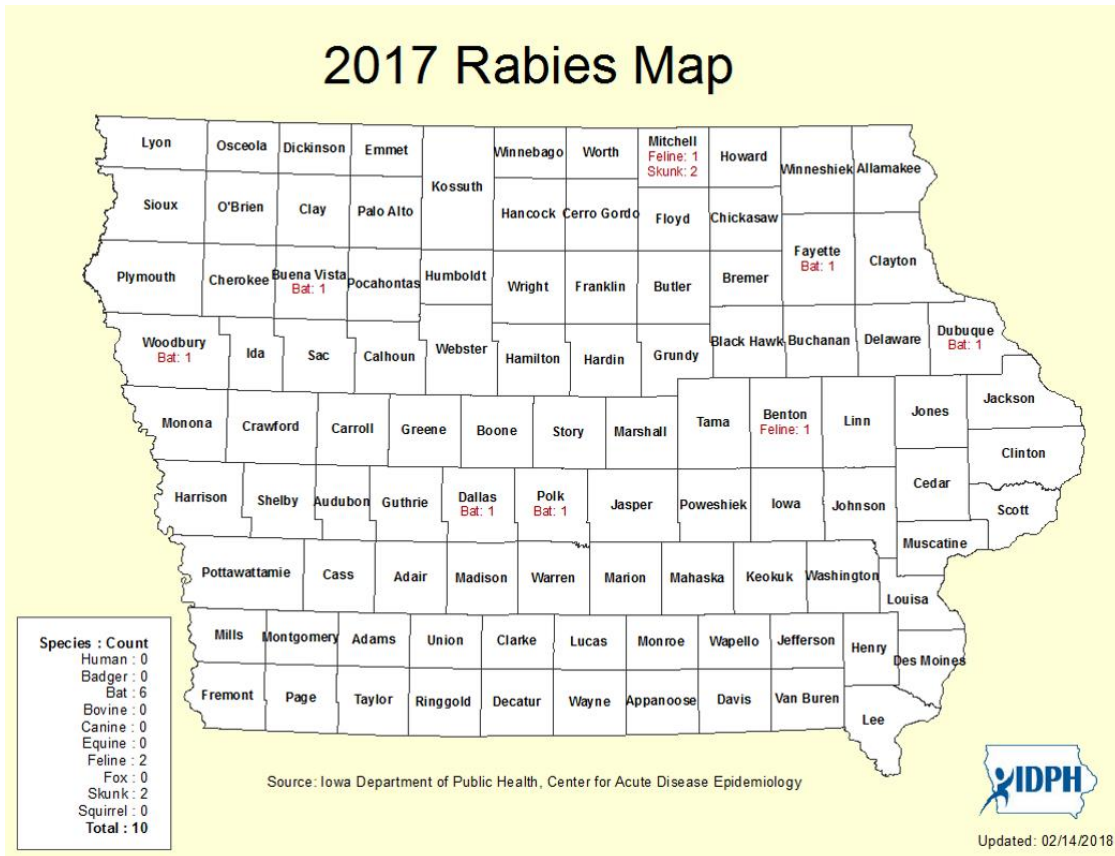 2017 Rabies Map
Lyon
Osceola
Dickinson
Emmet
Kossuth
Winnebago
Worth
Mitchell
Feline: 1
Skunk: 2
Howard
Winneshiek
Allamakee
Sioux
O'Brien
Clay
Palo Alto
Hancock
Cerro Gordo
Floyd
Chickasaw
Fayette
Bat: 1
Clayton
Plymouth
Cherokee
Buena Vista
Bat: 1
Pocahontas
Humboldt
Wright
Franklin
Butler
Bremer
Woodbury
Bat: 1
Ida
Sac
Calhoun
Webster
Hamilton
Hardin
Grundy
Black Hawk
Buchanan
Delaware
Dubuque
Bat: 1
Monona
Crawford
Carroll
Greene
Boone
Story
Marshall
Tama
Benton
Feline: 1
Linn
Jones
Jackson
Clinton
Harrison
Shelby
Audubon
Guthrie
Dallas
Bat: 1
Polk
Bat: 1
Jasper
Poweshiek
Iowa
Johnson
Cedar
Scott
Muscatine
Pottawattamie
Cass
Adair
Madison
Warren
Marion
Mahaska
Keokuk
Washington
Louisa
Mills
Montgomery
Adams
Union
Clarke
Lucas
Monroe
Wapello
Jefferson
Henry
Des Moines
Fremont
Page
Taylor
Ringgold
Decatur
Wayne
Appanoose
Davis
Van Buren
Lee
Species : Count
Human : 0
Badger : 0
Bat : 6
Bovine : 0
Canine : 0
Equine : 0
Feline : 2
Fox : 0
Skunk : 2
Squirrel : 0
Total : 10
Source: Iowa Department of Public Health, Center for Acute Disease Epidemiology
IDPH
Updated: 02/14/2018